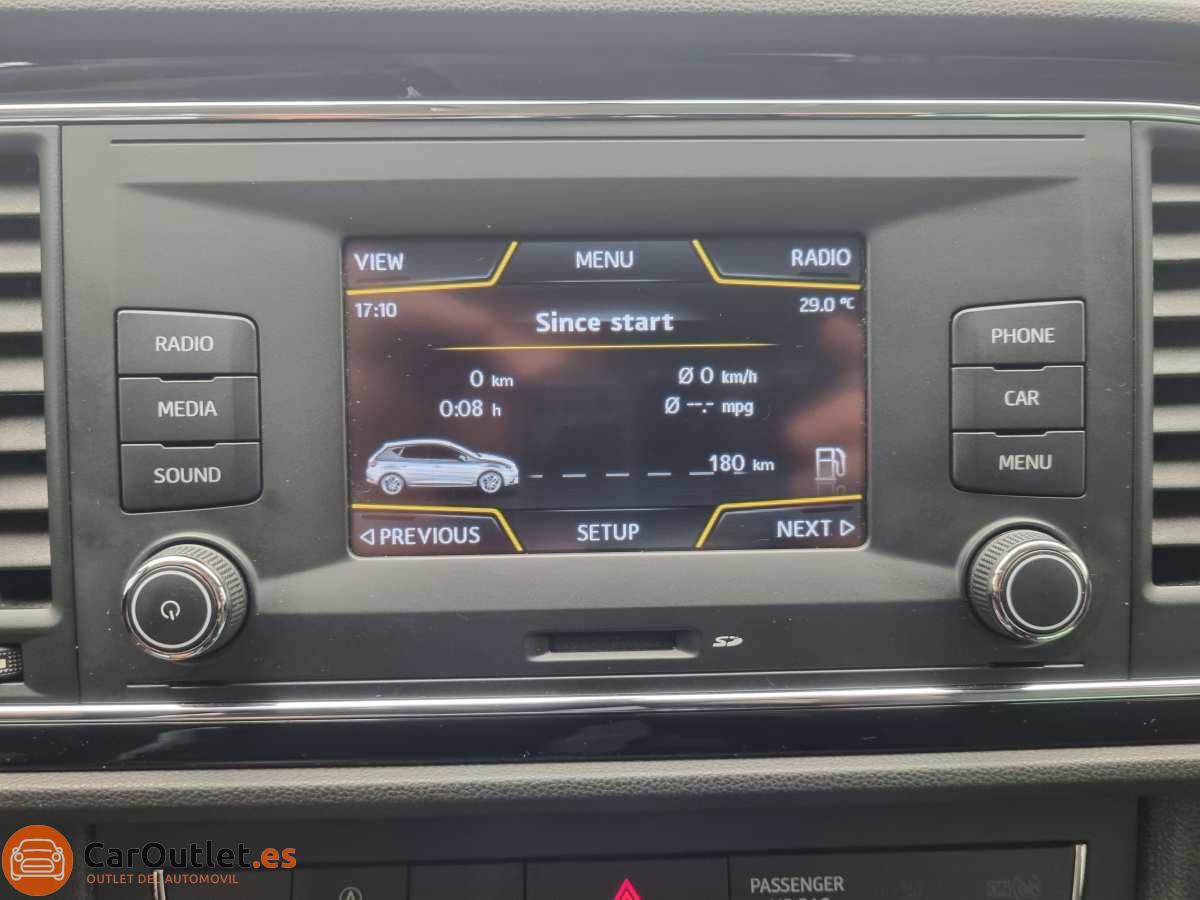 VIEW
MENU
RADIO
17:10
29.0 °C
Since start
0 km
Ø 0 km/h
0:08 h
Ø --.- mpg
180 km
◁ PREVIOUS
SETUP
NEXT ▷
RADIO
MEDIA
SOUND
PHONE
CAR
MENU
SD
CarOutlet.es
OUTLET DEL AUTOMOVIL
A
PASSENGER